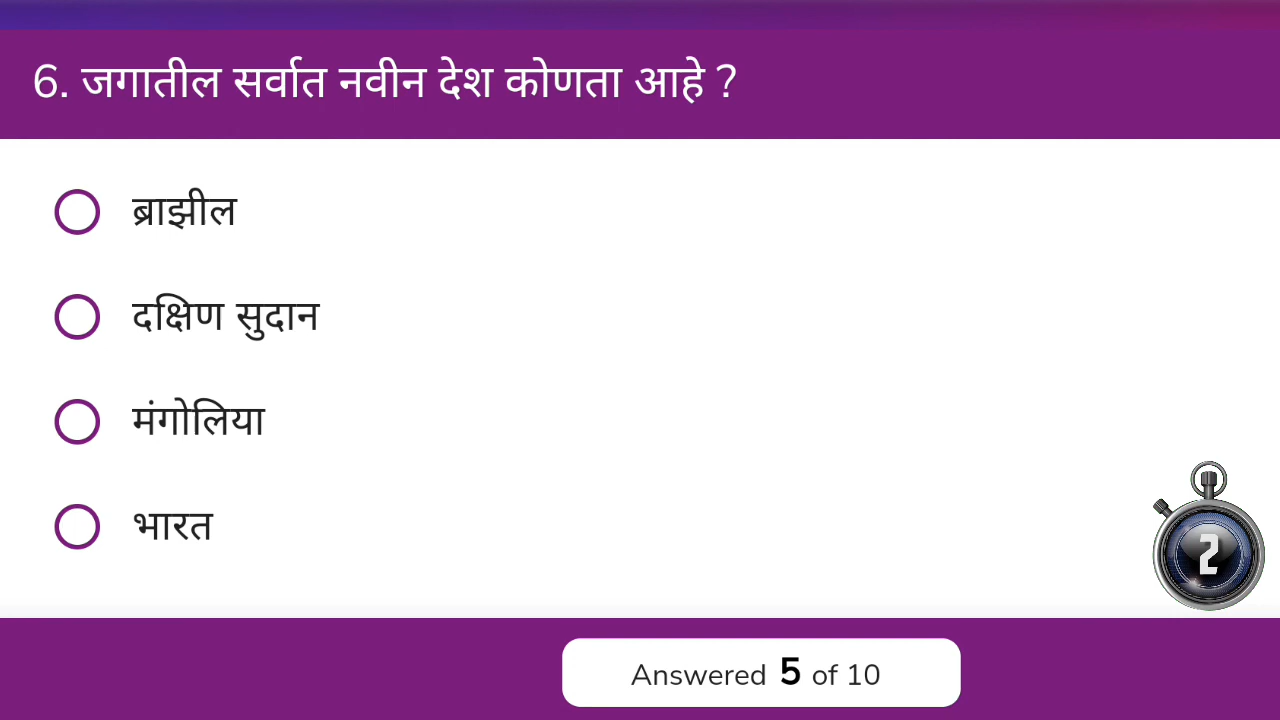 6. जगातील सर्वात नवीन देश कोणता आहे ?
ब्राझील
दक्षिण सुदान
मंगोलिया
भारत
2
Answered 5 of 10